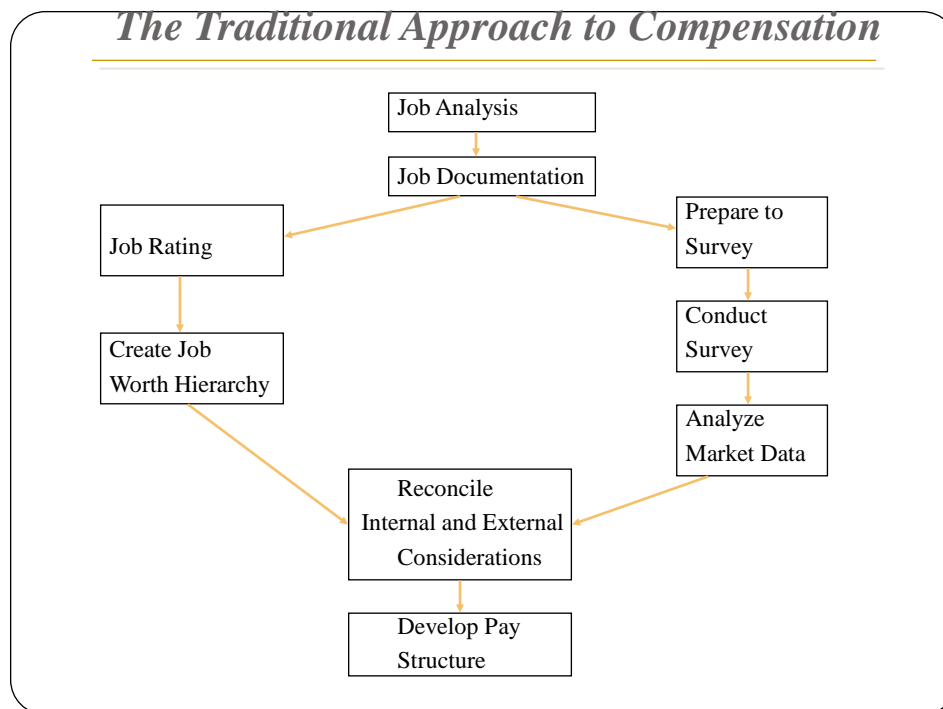 The Traditional Approach to Compensation
Job Analysis
Job Documentation
Job Rating
Create Job
Worth Hierarchy
Prepare to
Survey
Conduct
Survey
Analyze
Market Data
Reconcile
Internal and External
Considerations
Develop Pay
Structure